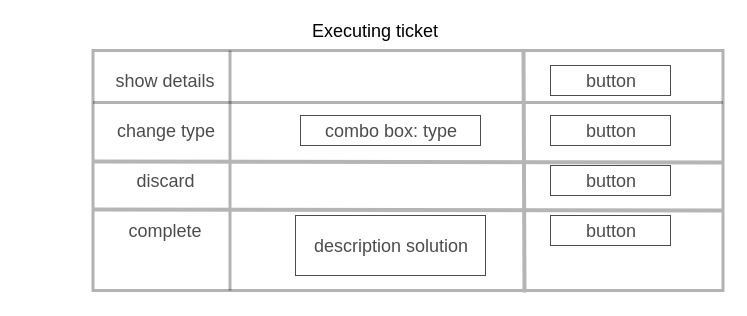 Executing ticket
show details
button
change type
combo box: type
button
discard
button
complete
description solution
button